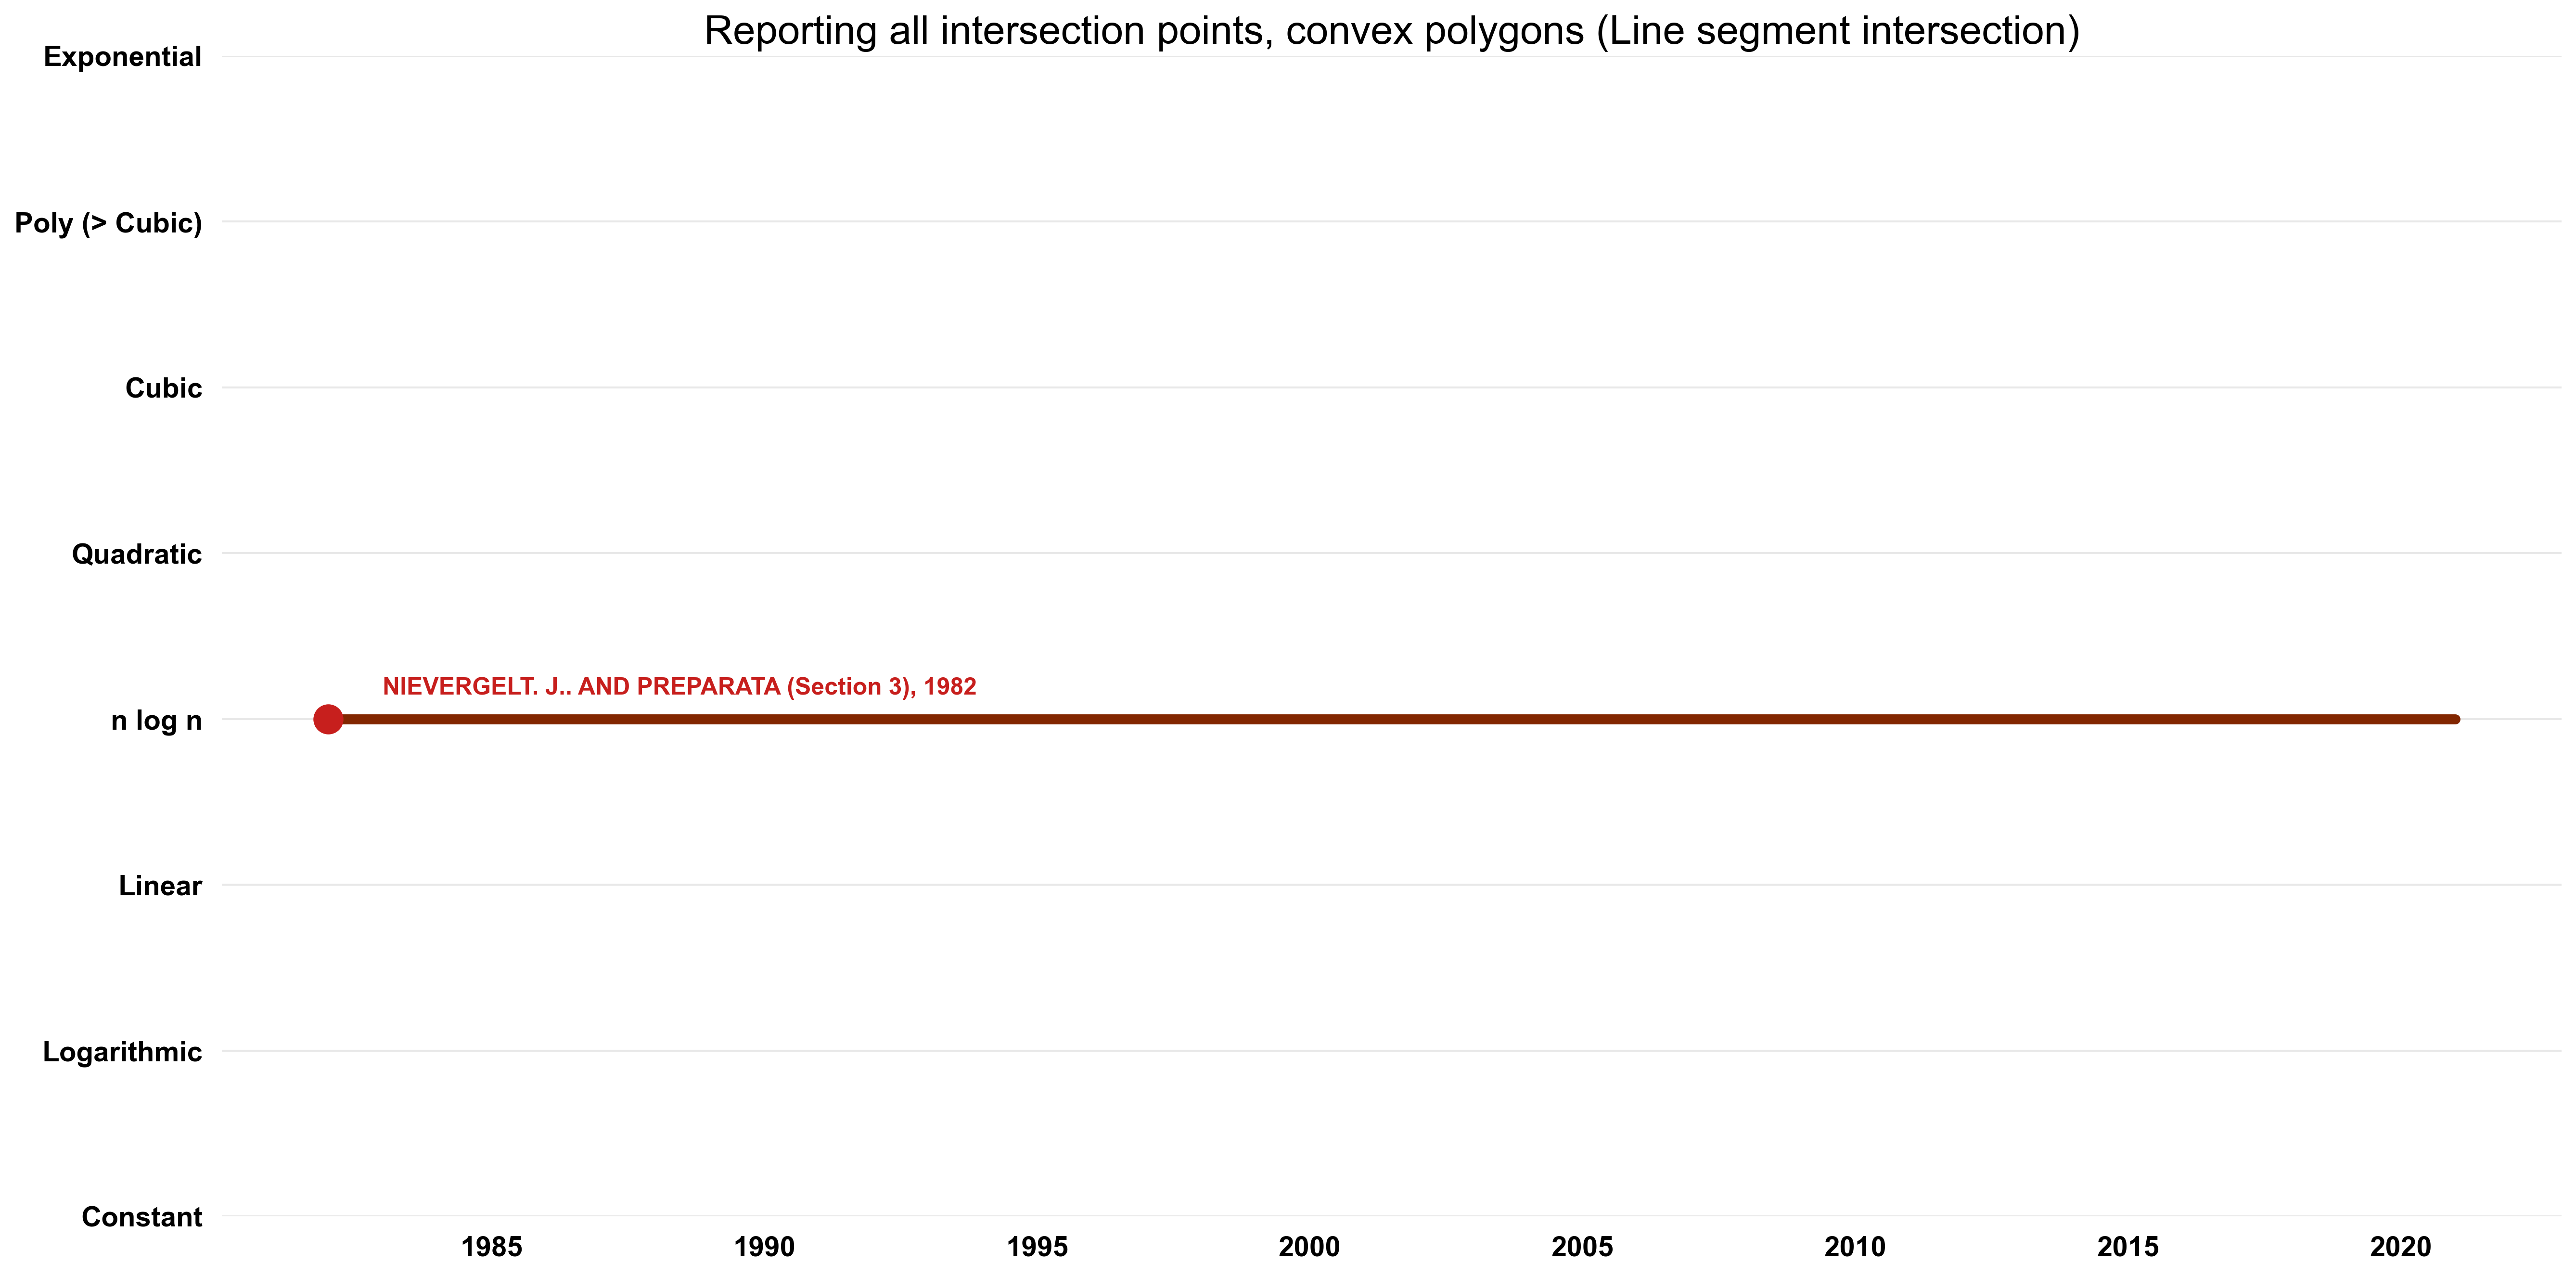 Reporting all intersection points, convex polygons (Line segment intersection)
Exponential
Poly (> Cubic)
Cubic
Quadratic
NIEVERGELT. J.. AND PREPARATA (Section 3), 1982
n log n
Linear
Logarithmic
Constant
1985 1990 1995 2000 2005 2010 2015 2020